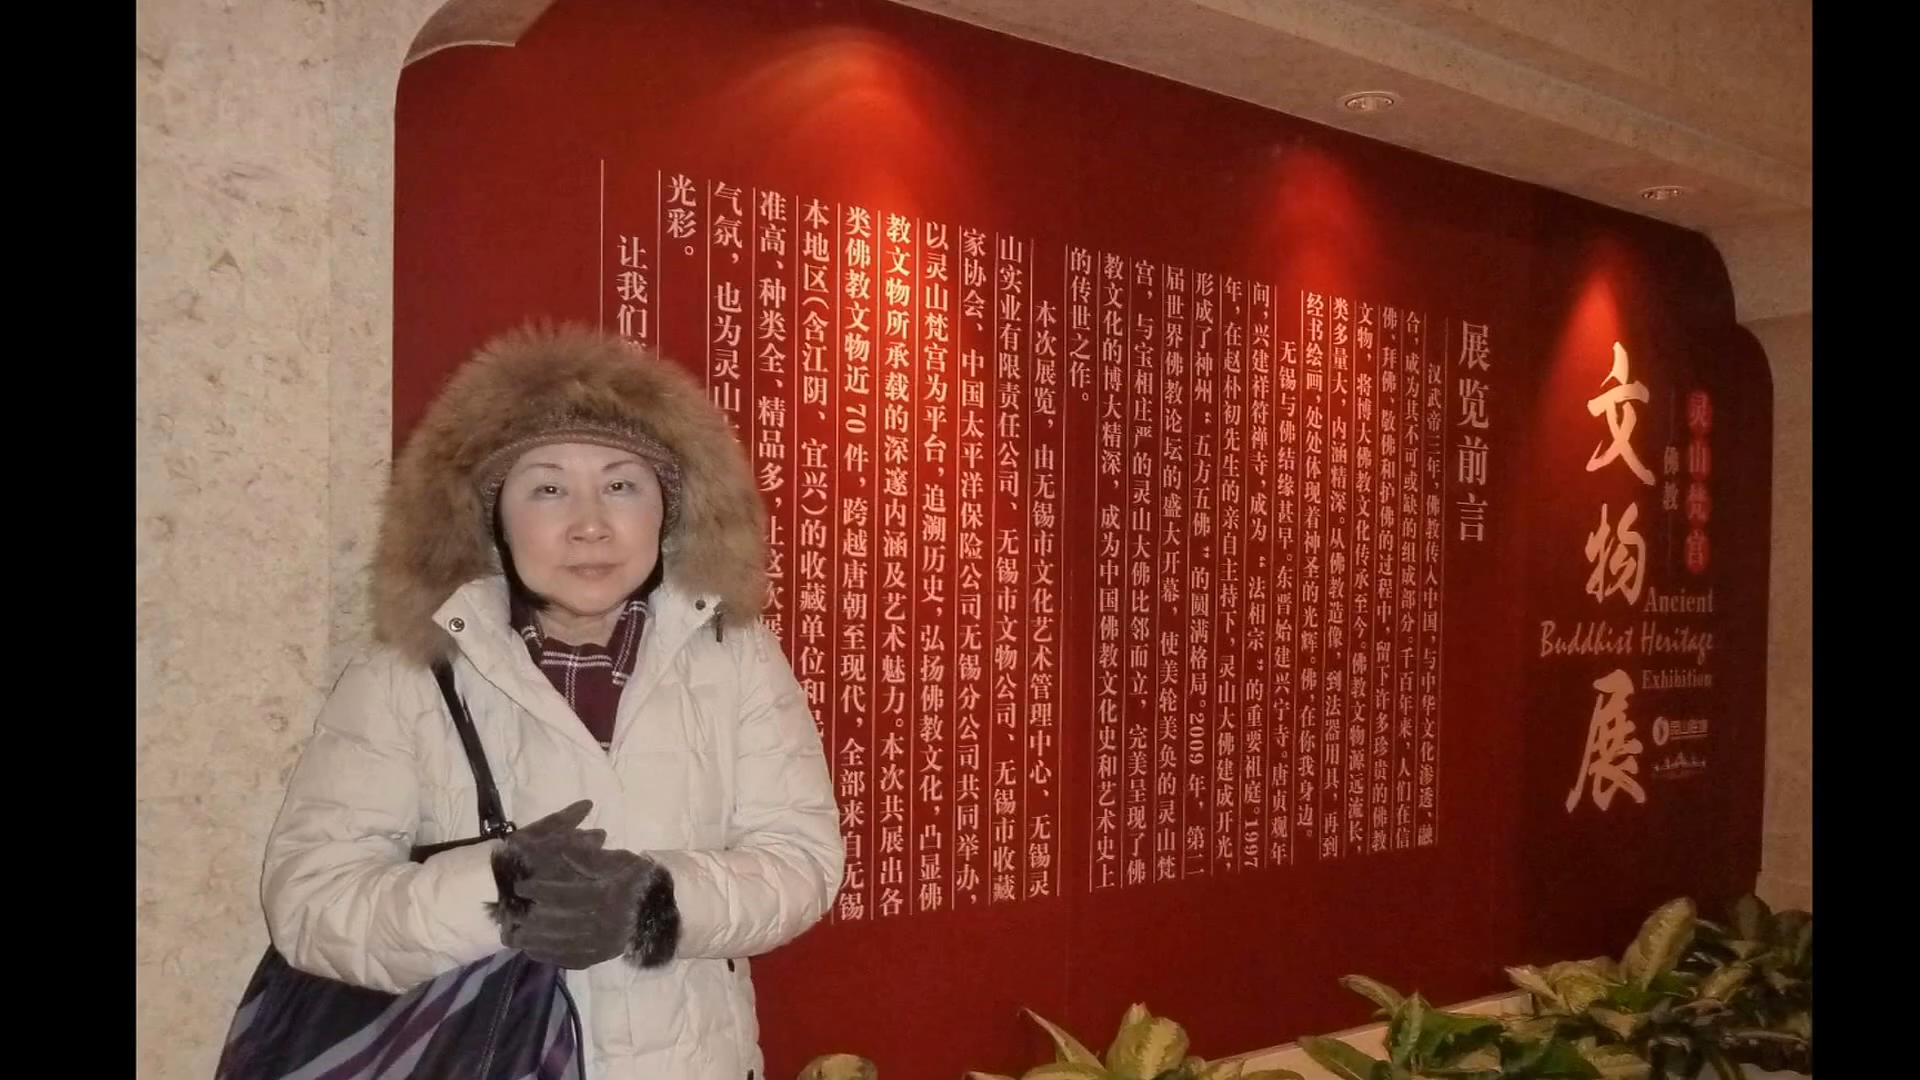 灵山梵宫
佛教
文物展
Ancient
Buddhist Heritage
Exhibition
展览前言
汉武帝三年，佛教传入中国，与中华文化渗透、融
合，成为其不可或缺的组成部分。千百年来，人们在信
佛、拜佛、敬佛和护佛的过程中，留下许多珍贵的佛教
文物，将博大佛教文化传承至今。佛教文物源远流长，
类多量大，内涵精深。从佛教造像，到法器用具，再到
经书绘画，处处体现着神圣的光辉。佛，在你我身边。
无锡与佛结缘甚早。东晋始建兴宁寺。唐贞观年
间，兴建祥符禅寺，成为“法相宗”的重要祖庭。1997
年，在赵朴初先生的亲自主持下，灵山大佛建成开光，
形成了神州“五方五佛”的圆满格局。2009年，第二
届世界佛教论坛的盛大开幕，使美轮美奂的灵山梵
宫，与宝相庄严的灵山大佛比邻而立，完美呈现了佛
教文化的博大精深，成为中国佛教文化史和艺术史上
的传世之作。
本次展览，由无锡市文化艺术管理中心、无锡灵
山实业有限责任公司、无锡市文物公司、无锡市收藏
家协会、中国太平洋保险公司无锡分公司共同举办，
以灵山梵宫为平台，追溯历史，弘扬佛教文化，凸显佛
教文物所承载的深邃内涵及艺术魅力。本次共展出各
类佛教文物近70件，跨越唐朝至现代，全部来自无锡
本地区（含江阴、宜兴）的收藏单位和
准高、种类全、精品多，让这次展
气氛，也为灵山
光彩。
让我们